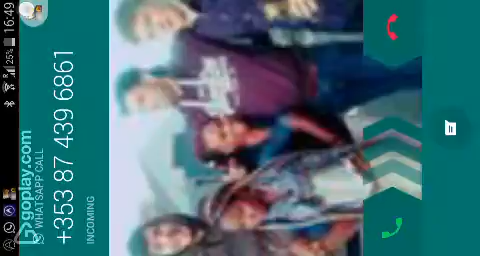 16:49
25%
goplay.com
WHATSAPP CALL
+353 87 439 6861
INCOMING